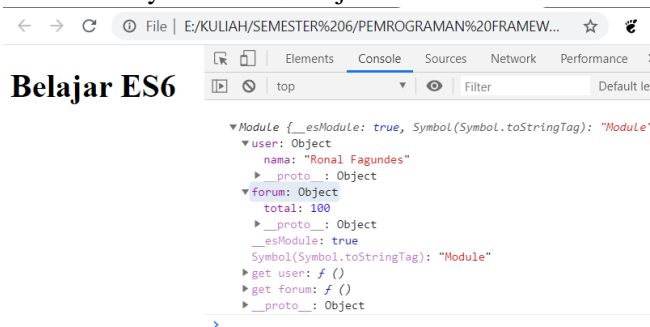 File | E:/KULIAH/SEMESTER%206/PEMROGRAMAN%20FRAMEW...
Elements Console Sources Network Performance
Belajar ES6
top Filter Default le
Module {__esModule: true, Symbol(Symbol.toStringTag): "Module"
user: Object
nama: "Ronal Fagundes"
__proto__: Object
forum: Object
total: 100
__proto__: Object
__esModule: true
Symbol(Symbol.toStringTag): "Module"
get user: ƒ ()
get forum: ƒ ()
__proto__: Object